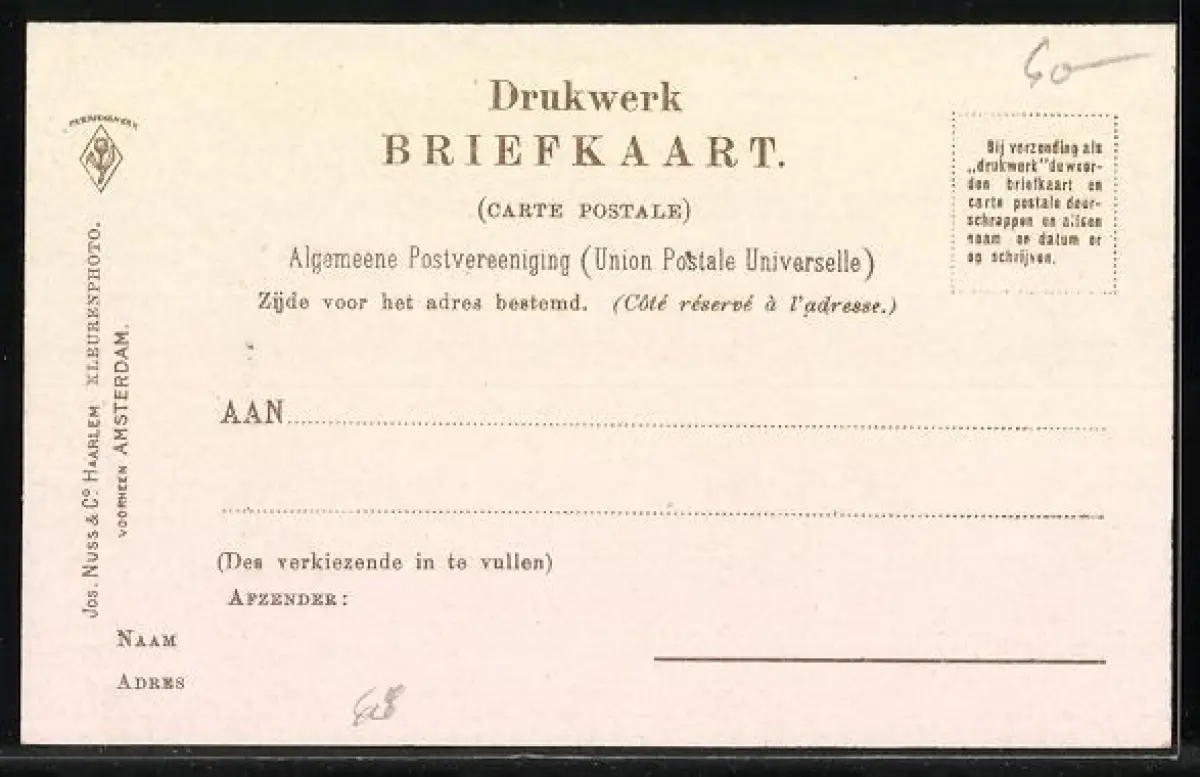 Drukwerk
BRIEFKAART.
(CARTE POSTALE)
Algemeene Postvereeniging (Union Postale Universelle)
Zijde voor het adres bestemd. (Côté réservé à l'adresse.)
Bij verzending als
„drukwerk" de woor-
den briefkaart en
carte postale door-
schrappen en alleen
naam en datum er
op schrijven.
AAN
(Des verkiezende in te vullen)
AFZENDER:
NAAM
ADRES
JOS. NUSS & Co. HAARLEM KLEURENPHOTO.
VOORHEEN AMSTERDAM.